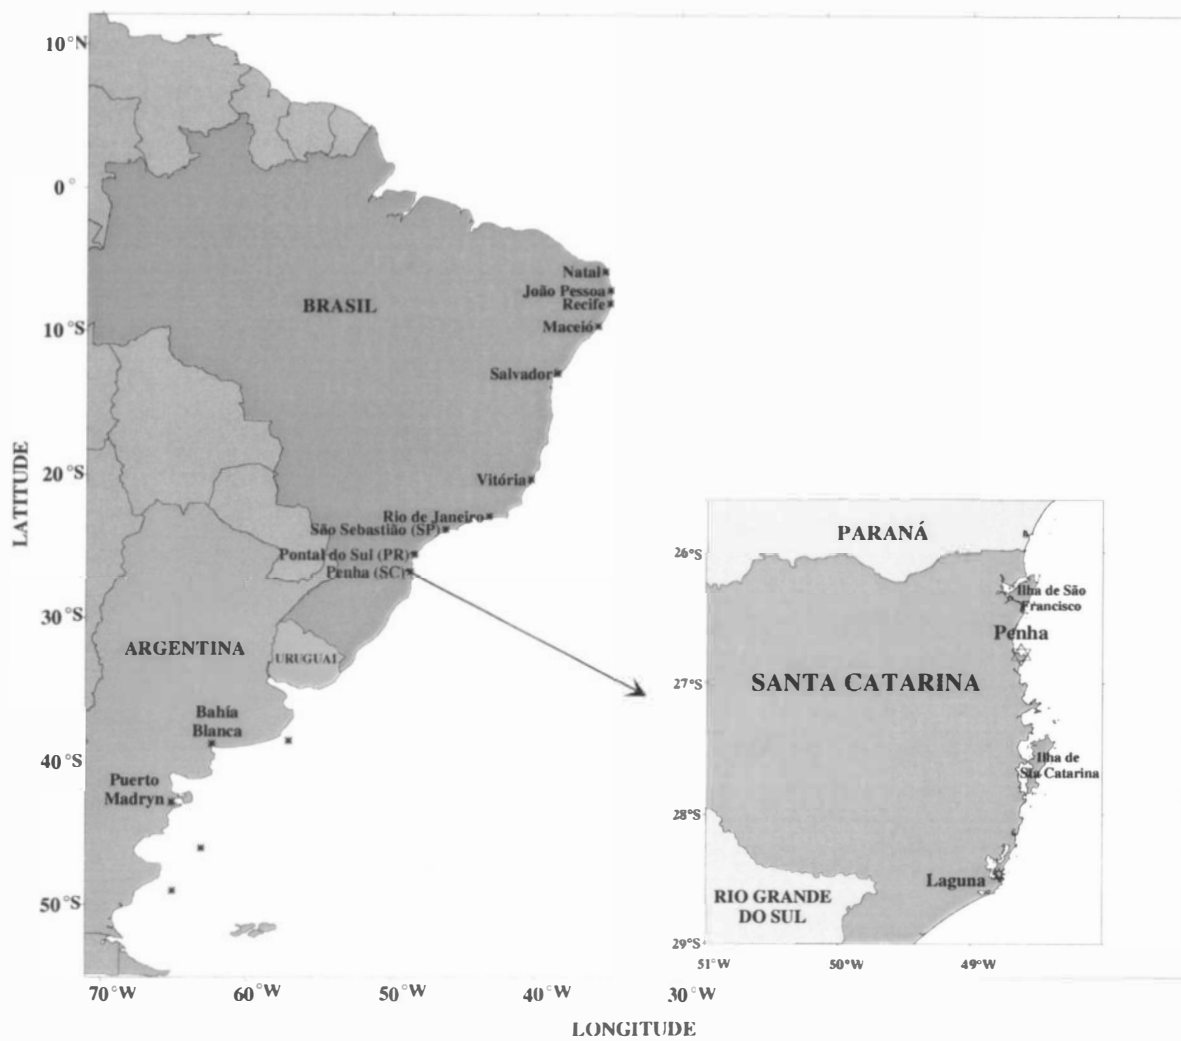 10°N
0°
10°S
20°S
30°S
40°S
50°S
LATITUDE
BRASIL
Natal
João Pessoa
Recife
Maceió
Salvador
Vitória
Rio de Janeiro
São Sebastião (SP)
Pontal do Sul (PR)
Penha (SC)
ARGENTINA
URUGUAI
Bahía
Blanca
Puerto
Madryn
70°W
60°W
50°W
40°W
30°W
LONGITUDE
PARANÁ
26°S
Ilha de São
Francisco
Penha
SANTA CATARINA
27°S
Ilha de
Sta Catarina
28°S
Laguna
RIO GRANDE
DO SUL
29°S
51°W
50°W
49°W